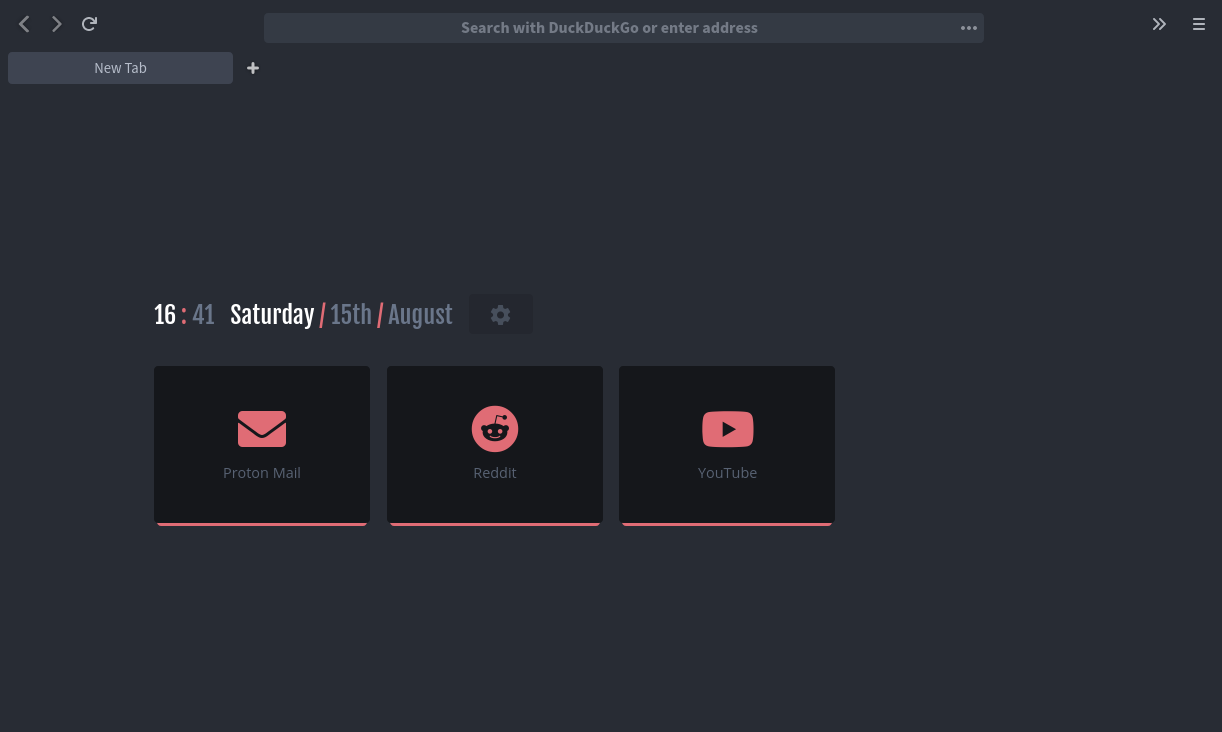 Search with DuckDuckGo or enter address
New Tab
16 : 41 Saturday / 15th / August
Proton Mail Reddit YouTube